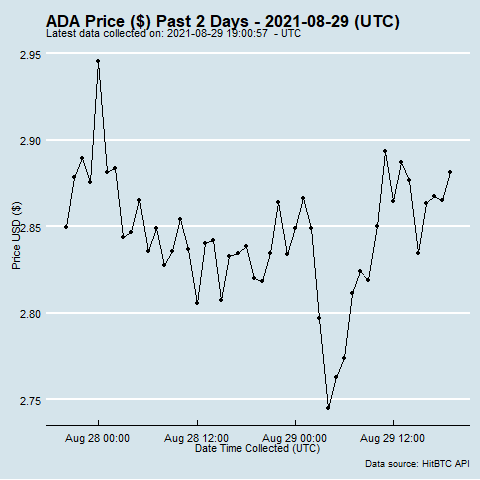 ADA Price ($) Past 2 Days - 2021-08-29 (UTC)
Latest data collected on: 2021-08-29 19:00:57 - UTC
2.95
2.90
2.85
2.80
2.75
Price USD ($)
Aug 28 00:00 Aug 28 12:00 Aug 29 00:00 Aug 29 12:00
Date Time Collected (UTC)
Data source: HitBTC API